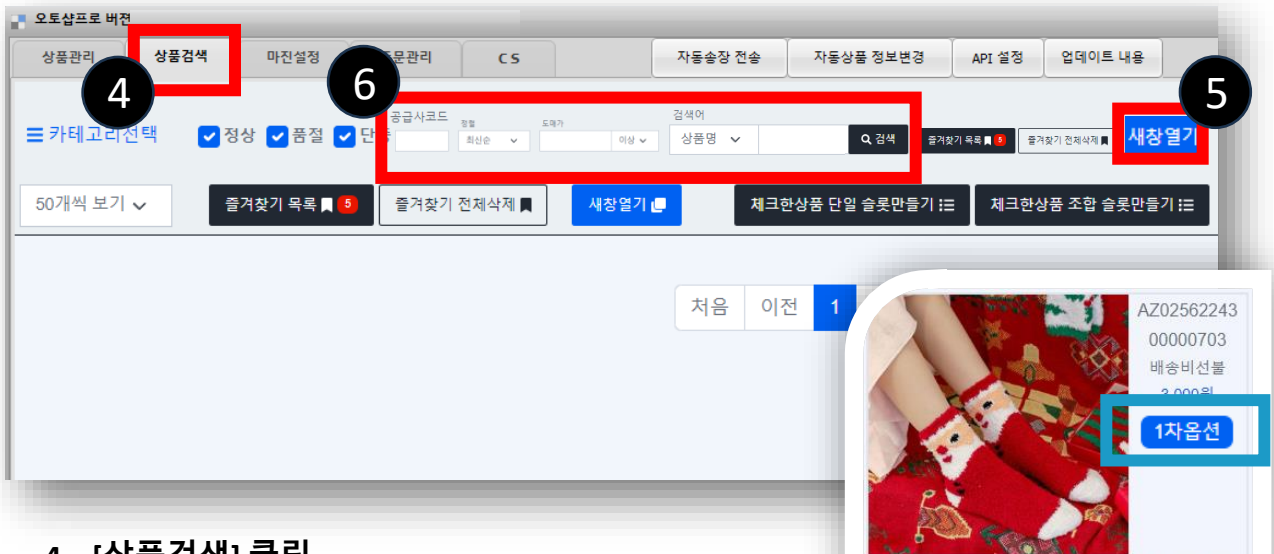 오토샵프로 버젼
상품관리 상품검색 마진설정 문관리 CS 자동송장 전송 자동상품 정보변경 API 설정 업데이트 내용
4 6 5
공급사코드 정렬 도매가 검색어
카테고리선택 정상 품절 단 최신순 이상 상품명 검색 즐겨찾기 목록 5 즐겨찾기 전체삭제 새창열기
50개씩 보기 즐겨찾기 목록 5 즐겨찾기 전체삭제 새창열기 체크한상품 단일 슬롯만들기 체크한상품 조합 슬롯만들기
처음 이전 1
AZ02562243
00000703
배송비선불
3,000원
1차옵션
4. [상품검색] 클릭